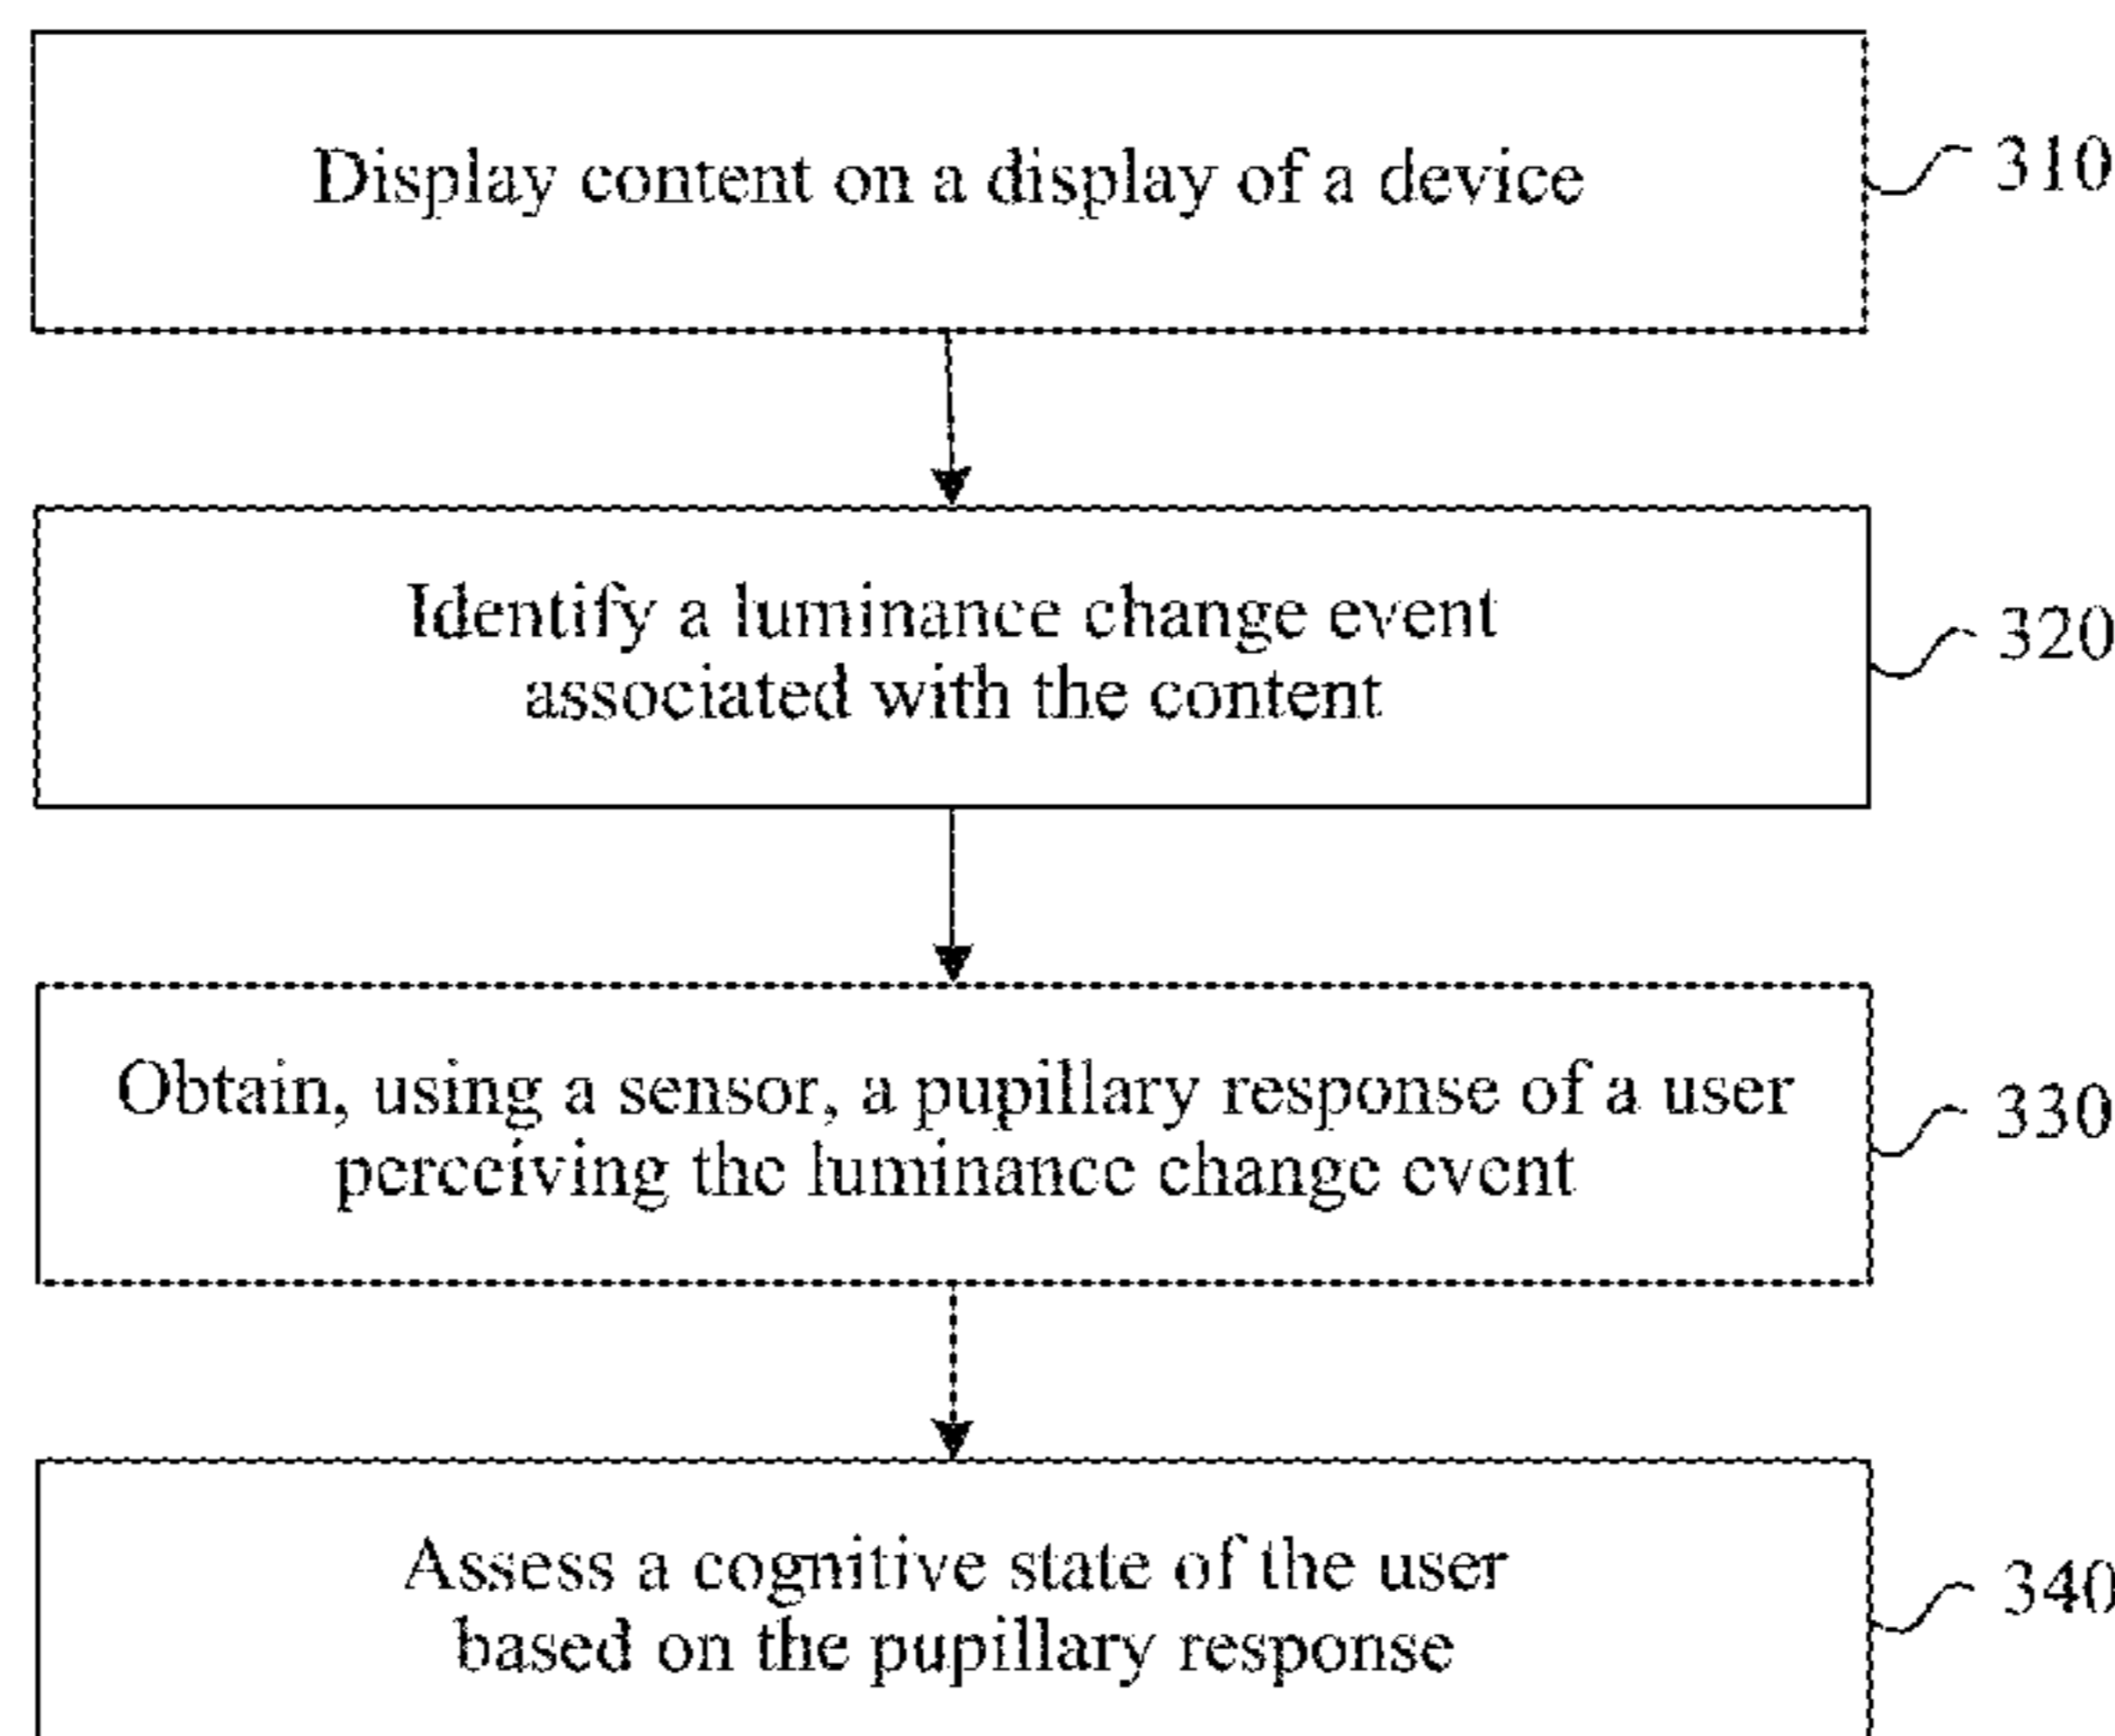 Display content on a display of a device
310
Identify a luminance change event
associated with the content
320
Obtain, using a sensor, a pupillary response of a user
perceiving the luminance change event
330
Assess a cognitive state of the user
based on the pupillary response
340